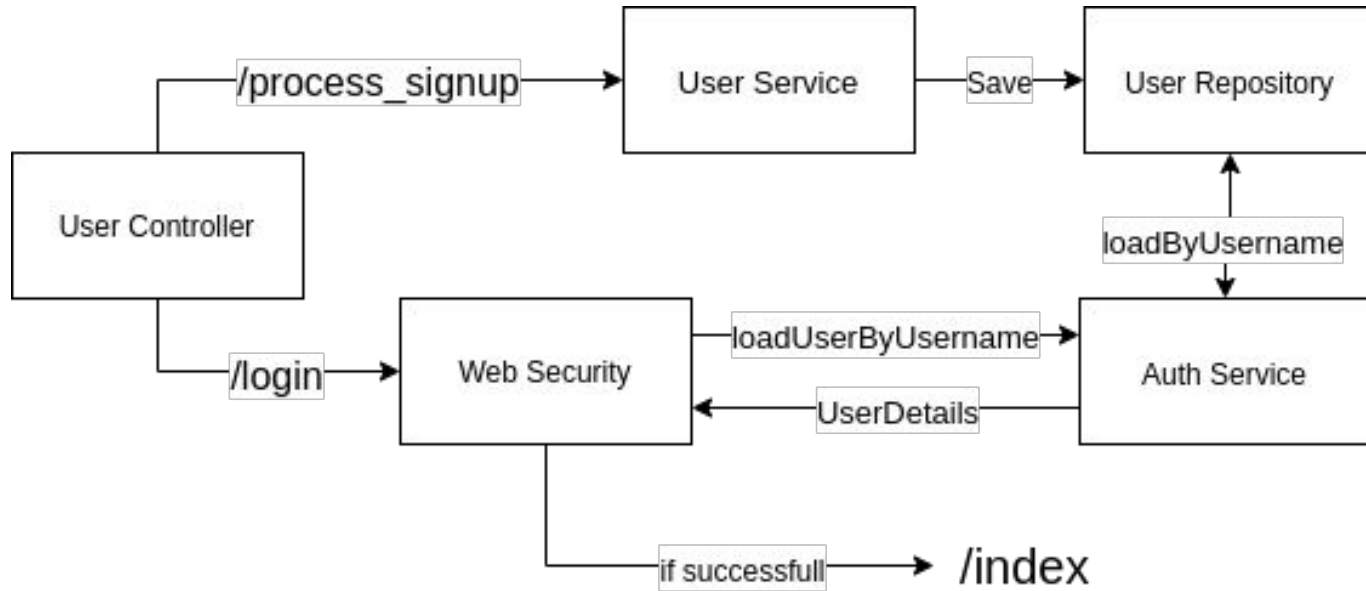 /process_signup
User Service
Save
User Repository
User Controller
loadByUsername
/login
Web Security
loadUserByUsername
UserDetails
Auth Service
if successfull
/index